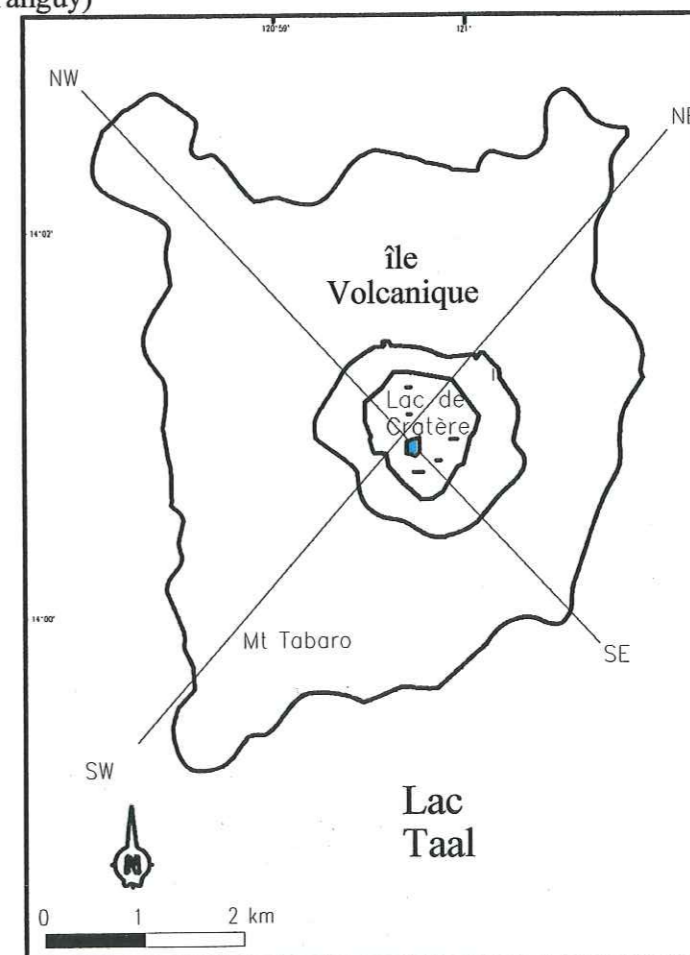 120°59'
121°
NW
14°02'
île
Volcanique
Lac de
Cratère
14°00'
Mt Tabaro
SE
SW
Lac
Taal
N
0 1 2 km